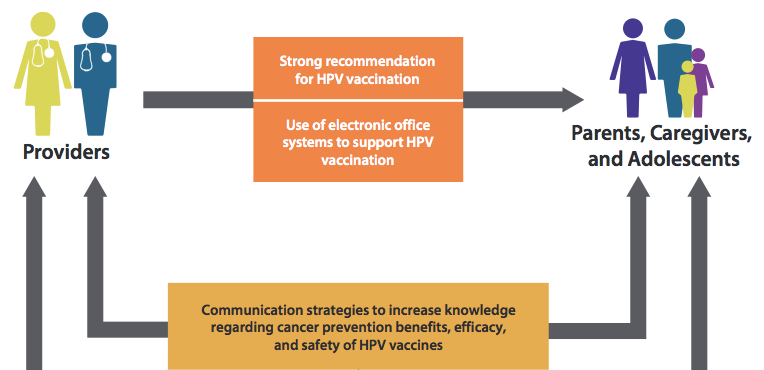 Strong recommendation
for HPV vaccination
Use of electronic office
systems to support HPV
vaccination
Providers
Parents, Caregivers,
and Adolescents
Communication strategies to increase knowledge
regarding cancer prevention benefits, efficacy,
and safety of HPV vaccines